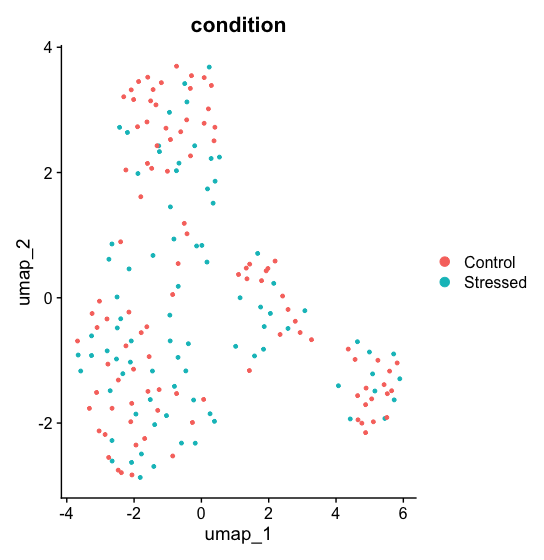 condition
4
2
0
-2
-4
-2
0
2
4
6
umap_1
umap_2
Control
Stressed